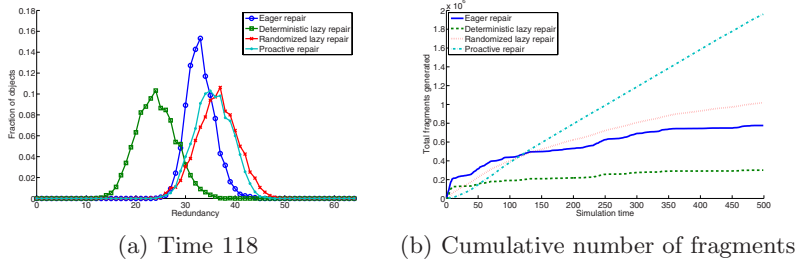 0.18
0.16
0.14
0.12
0.1
0.08
0.06
0.04
0.02
0
Fraction of objects
Eager repair
Deterministic lazy repair
Randomized lazy repair
Proactive repair
0 10 20 30 40 50 60
Redundancy
(a) Time 118
x 10⁶
2
1.8
1.6
1.4
1.2
1
0.8
0.6
0.4
0.2
0
Total fragments generated
Eager repair
Deterministic lazy repair
Randomized lazy repair
Proactive repair
0 50 100 150 200 250 300 350 400 450 500
Simulation time
(b) Cumulative number of fragments